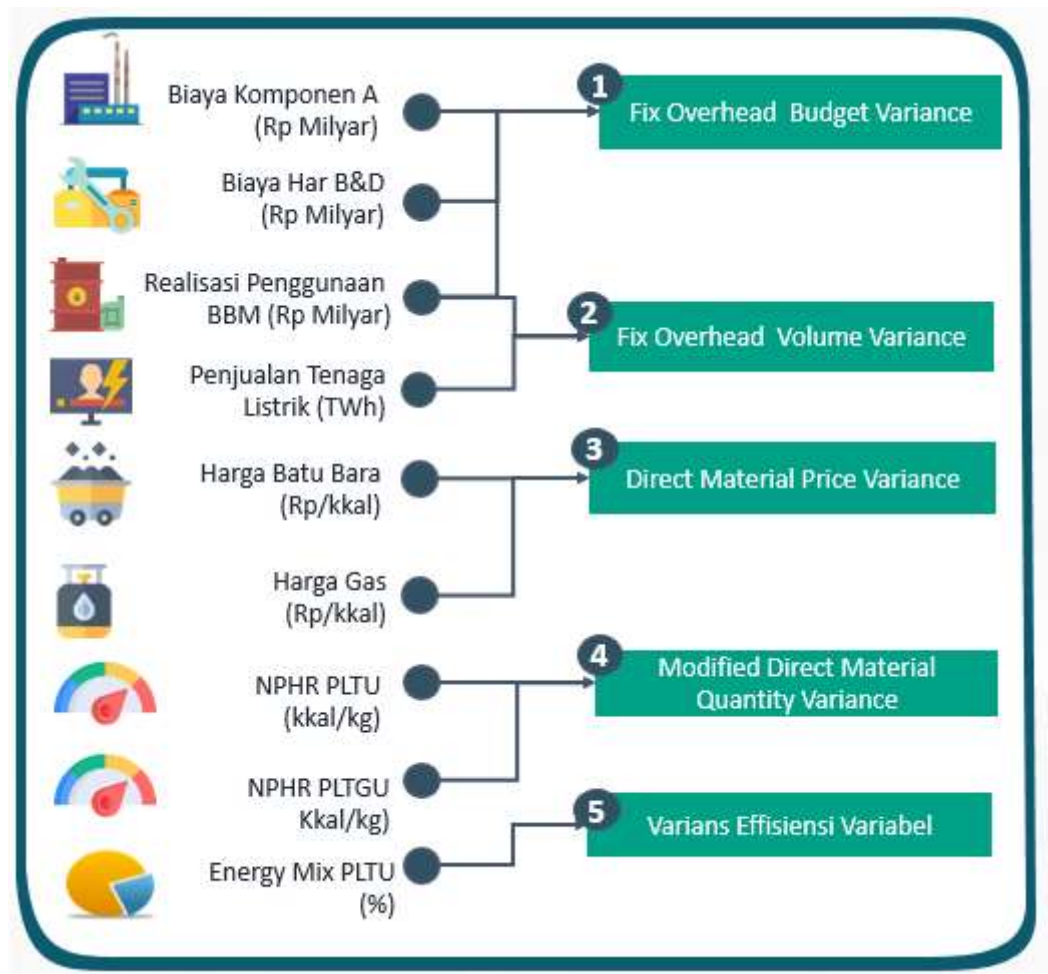 Biaya Komponen A
(Rp Milyar)
1
Fix Overhead Budget Variance
Biaya Har B&D
(Rp Milyar)
Realisasi Penggunaan
BBM (Rp Milyar)
2
Fix Overhead Volume Variance
Penjualan Tenaga
Listrik (TWh)
Harga Batu Bara
(Rp/kkal)
3
Direct Material Price Variance
Harga Gas
(Rp/kkal)
NPHR PLTU
(kkal/kg)
4
Modified Direct Material
Quantity Variance
NPHR PLTGU
Kkal/kg)
5
Varians Effisiensi Variabel
Energy Mix PLTU
(%)